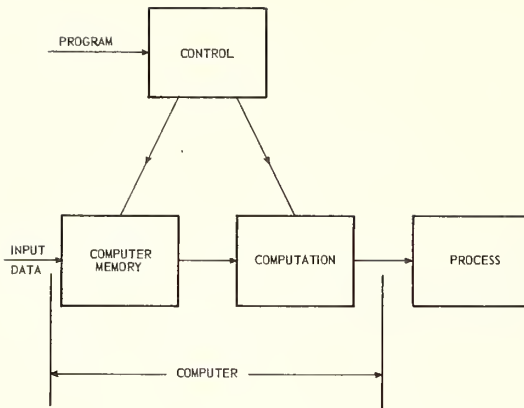 PROGRAM
CONTROL
INPUT
DATA
COMPUTER
MEMORY
COMPUTATION
PROCESS
COMPUTER